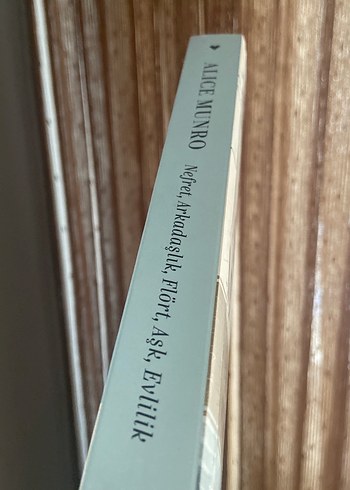 ALICE MUNRO
Nefret, Arkadaşlık, Flört, Aşk, Evlilik